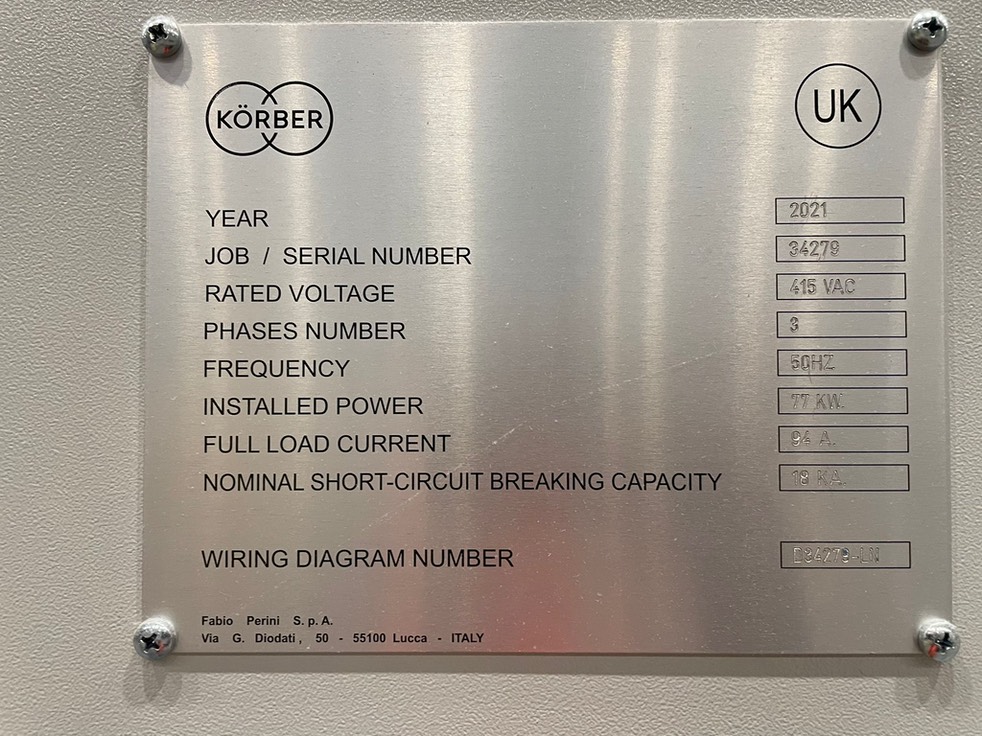 KÖRBER
UK
YEAR 2021
JOB / SERIAL NUMBER 34279
RATED VOLTAGE 415 VAC
PHASES NUMBER 3
FREQUENCY 50HZ
INSTALLED POWER 77 KW.
FULL LOAD CURRENT 94 A.
NOMINAL SHORT-CIRCUIT BREAKING CAPACITY 18 KA.
WIRING DIAGRAM NUMBER D34279-LN
Fabio Perini S.p.A.
Via G. Diodati, 50 - 55100 Lucca - ITALY